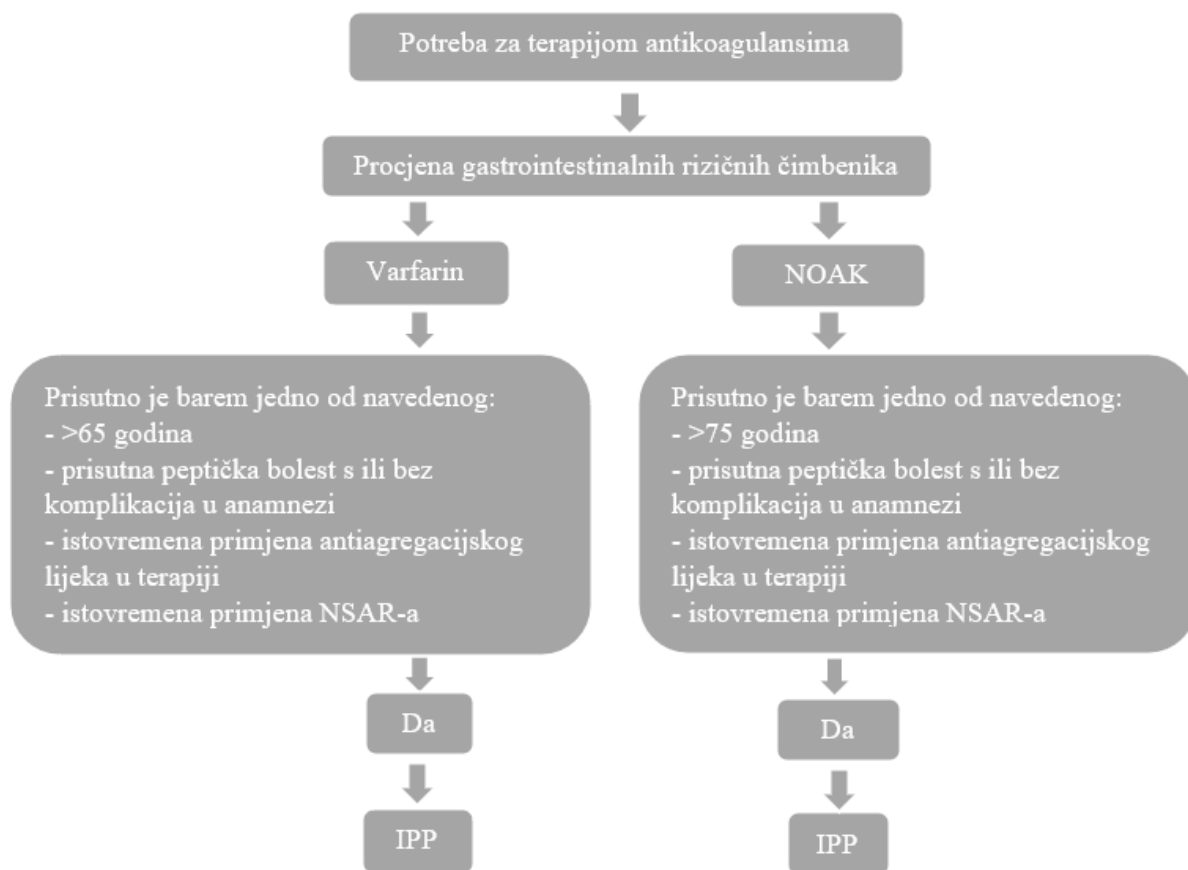 Potreba za terapijom antikoagulansima
Procjena gastrointestinalnih rizičnih čimbenika
Varfarin
NOAK
Prisutno je barem jedno od navedenog:
- >65 godina
- prisutna peptička bolest s ili bez
komplikacija u anamnezi
- istovremena primjena antiagregacijskog
lijeka u terapiji
- istovremena primjena NSAR-a
Prisutno je barem jedno od navedenog:
- >75 godina
- prisutna peptička bolest s ili bez
komplikacija u anamnezi
- istovremena primjena antiagregacijskog
lijeka u terapiji
- istovremena primjena NSAR-a
Da
Da
IPP
IPP